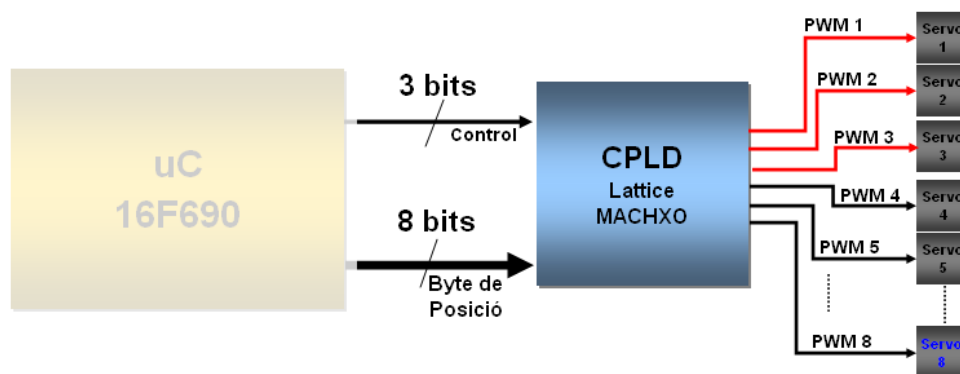 uC
16F690
3 bits
Control
8 bits
Byte de
Posició
CPLD
Lattice
MACHXO
PWM 1
PWM 2
PWM 3
PWM 4
PWM 5
PWM 8
Servo
1
Servo
2
Servo
3
Servo
4
Servo
5
Servo
8